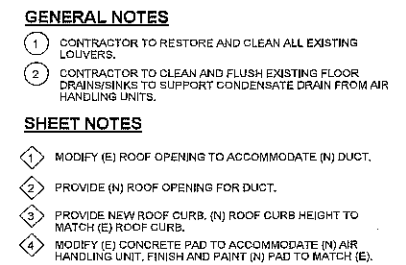 GENERAL NOTES
1 CONTRACTOR TO RESTORE AND CLEAN ALL EXISTING
LOUVERS.
2 CONTRACTOR TO CLEAN AND FLUSH EXISTING FLOOR
DRAINS/SINKS TO SUPPORT CONDENSATE DRAIN FROM AIR
HANDLING UNITS.
SHEET NOTES
1 MODIFY (E) ROOF OPENING TO ACCOMMODATE (N) DUCT.
2 PROVIDE (N) ROOF OPENING FOR DUCT.
3 PROVIDE NEW ROOF CURB. (N) ROOF CURB HEIGHT TO
MATCH (E) ROOF CURB.
4 MODIFY (E) CONCRETE PAD TO ACCOMMODATE (N) AIR
HANDLING UNIT. FINISH AND PAINT (N) PAD TO MATCH (E).